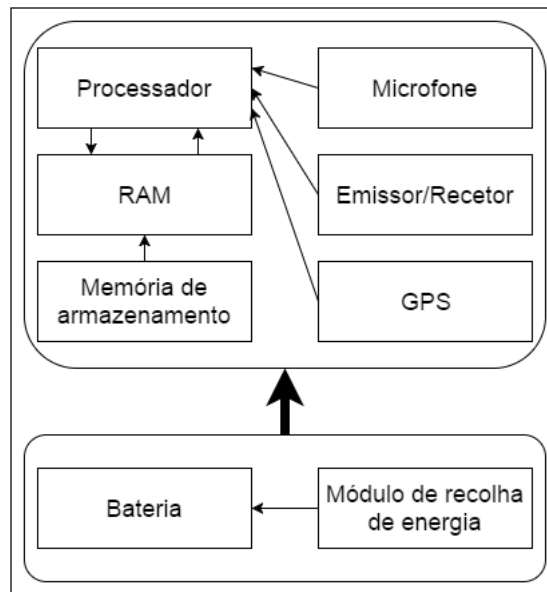 Processador
Microfone
RAM
Emissor/Recetor
Memória de
armazenamento
GPS
Bateria
Módulo de recolha
de energia